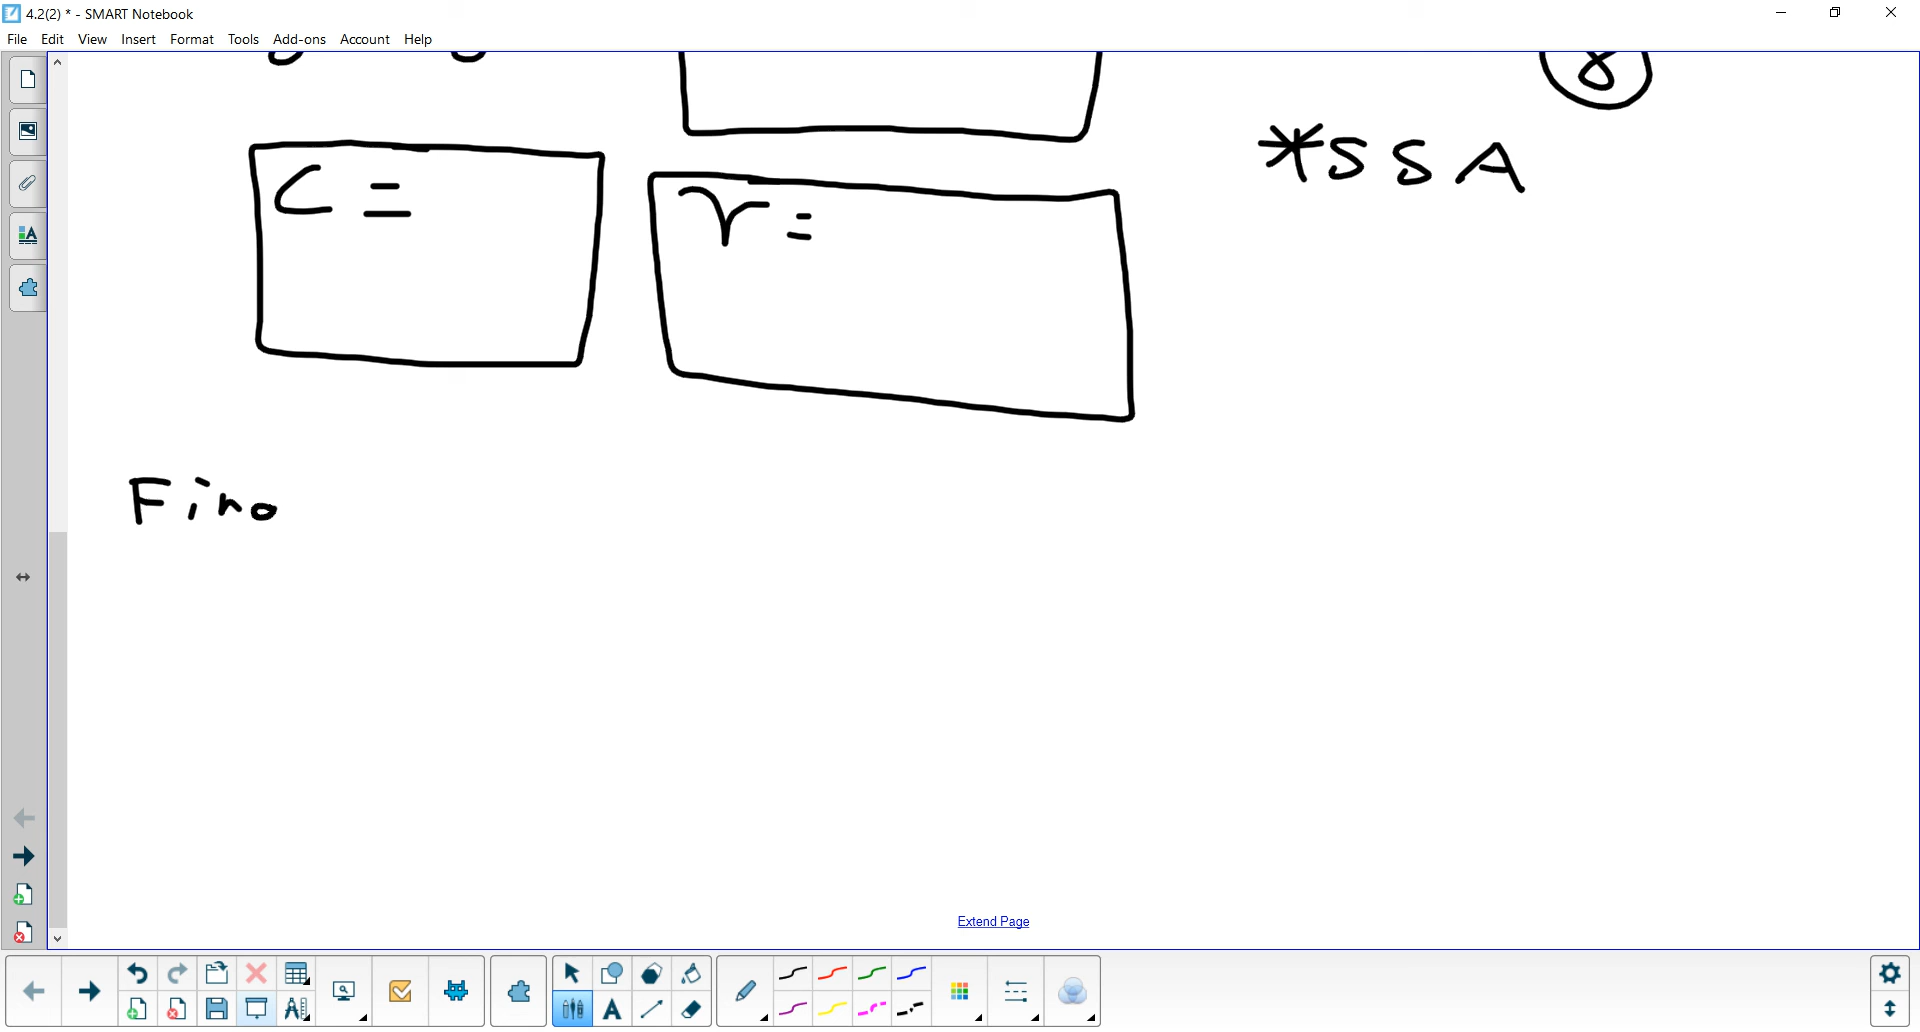 4.2(2) * - SMART Notebook
File Edit View Insert Format Tools Add-ons Account Help
8
*SSA
C =
γ =
Fino
Extend Page